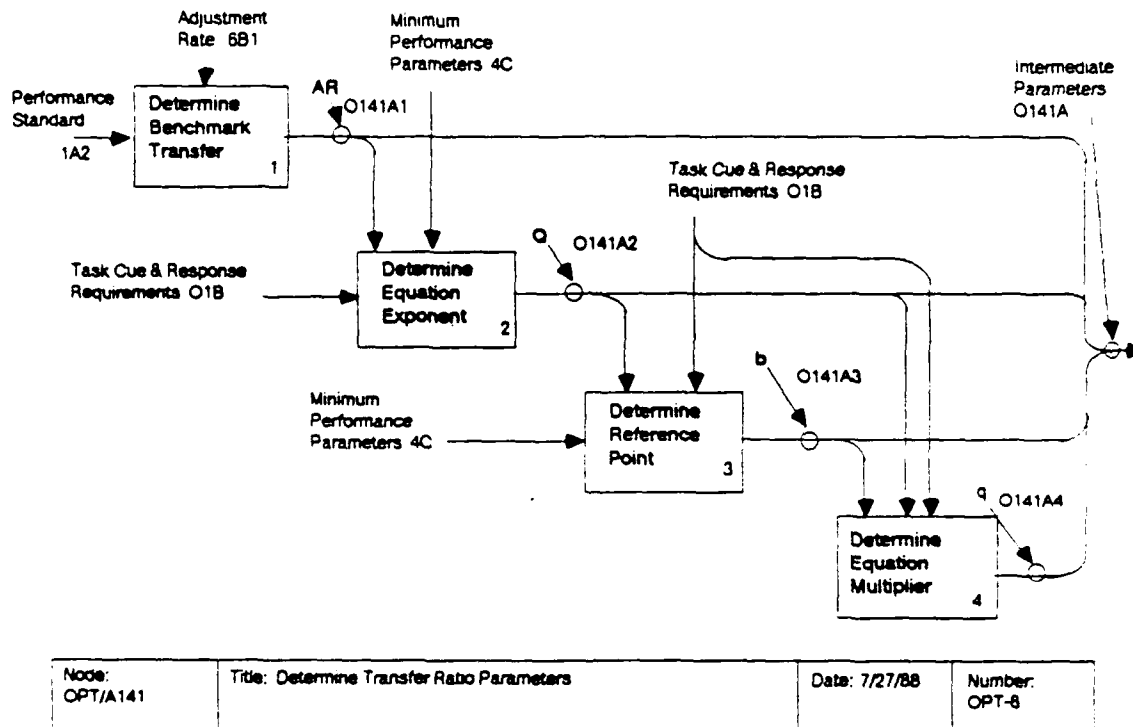 Adjustment
Rate 6B1
Minimum
Performance
Parameters 4C
Intermediate
Parameters
O141A
Performance
Standard
1A2
Determine
Benchmark
Transfer
1
AR
O141A1
Task Cue & Response
Requirements O1B
Task Cue & Response
Requirements O1B
Determine
Equation
Exponent
2
Q
O141A2
Minimum
Performance
Parameters 4C
Determine
Reference
Point
3
b
O141A3
Determine
Equation
Multiplier
4
q
O141A4
Node:
OPT/A141
Title: Determine Transfer Ratio Parameters
Date: 7/27/88
Number:
OPT-8